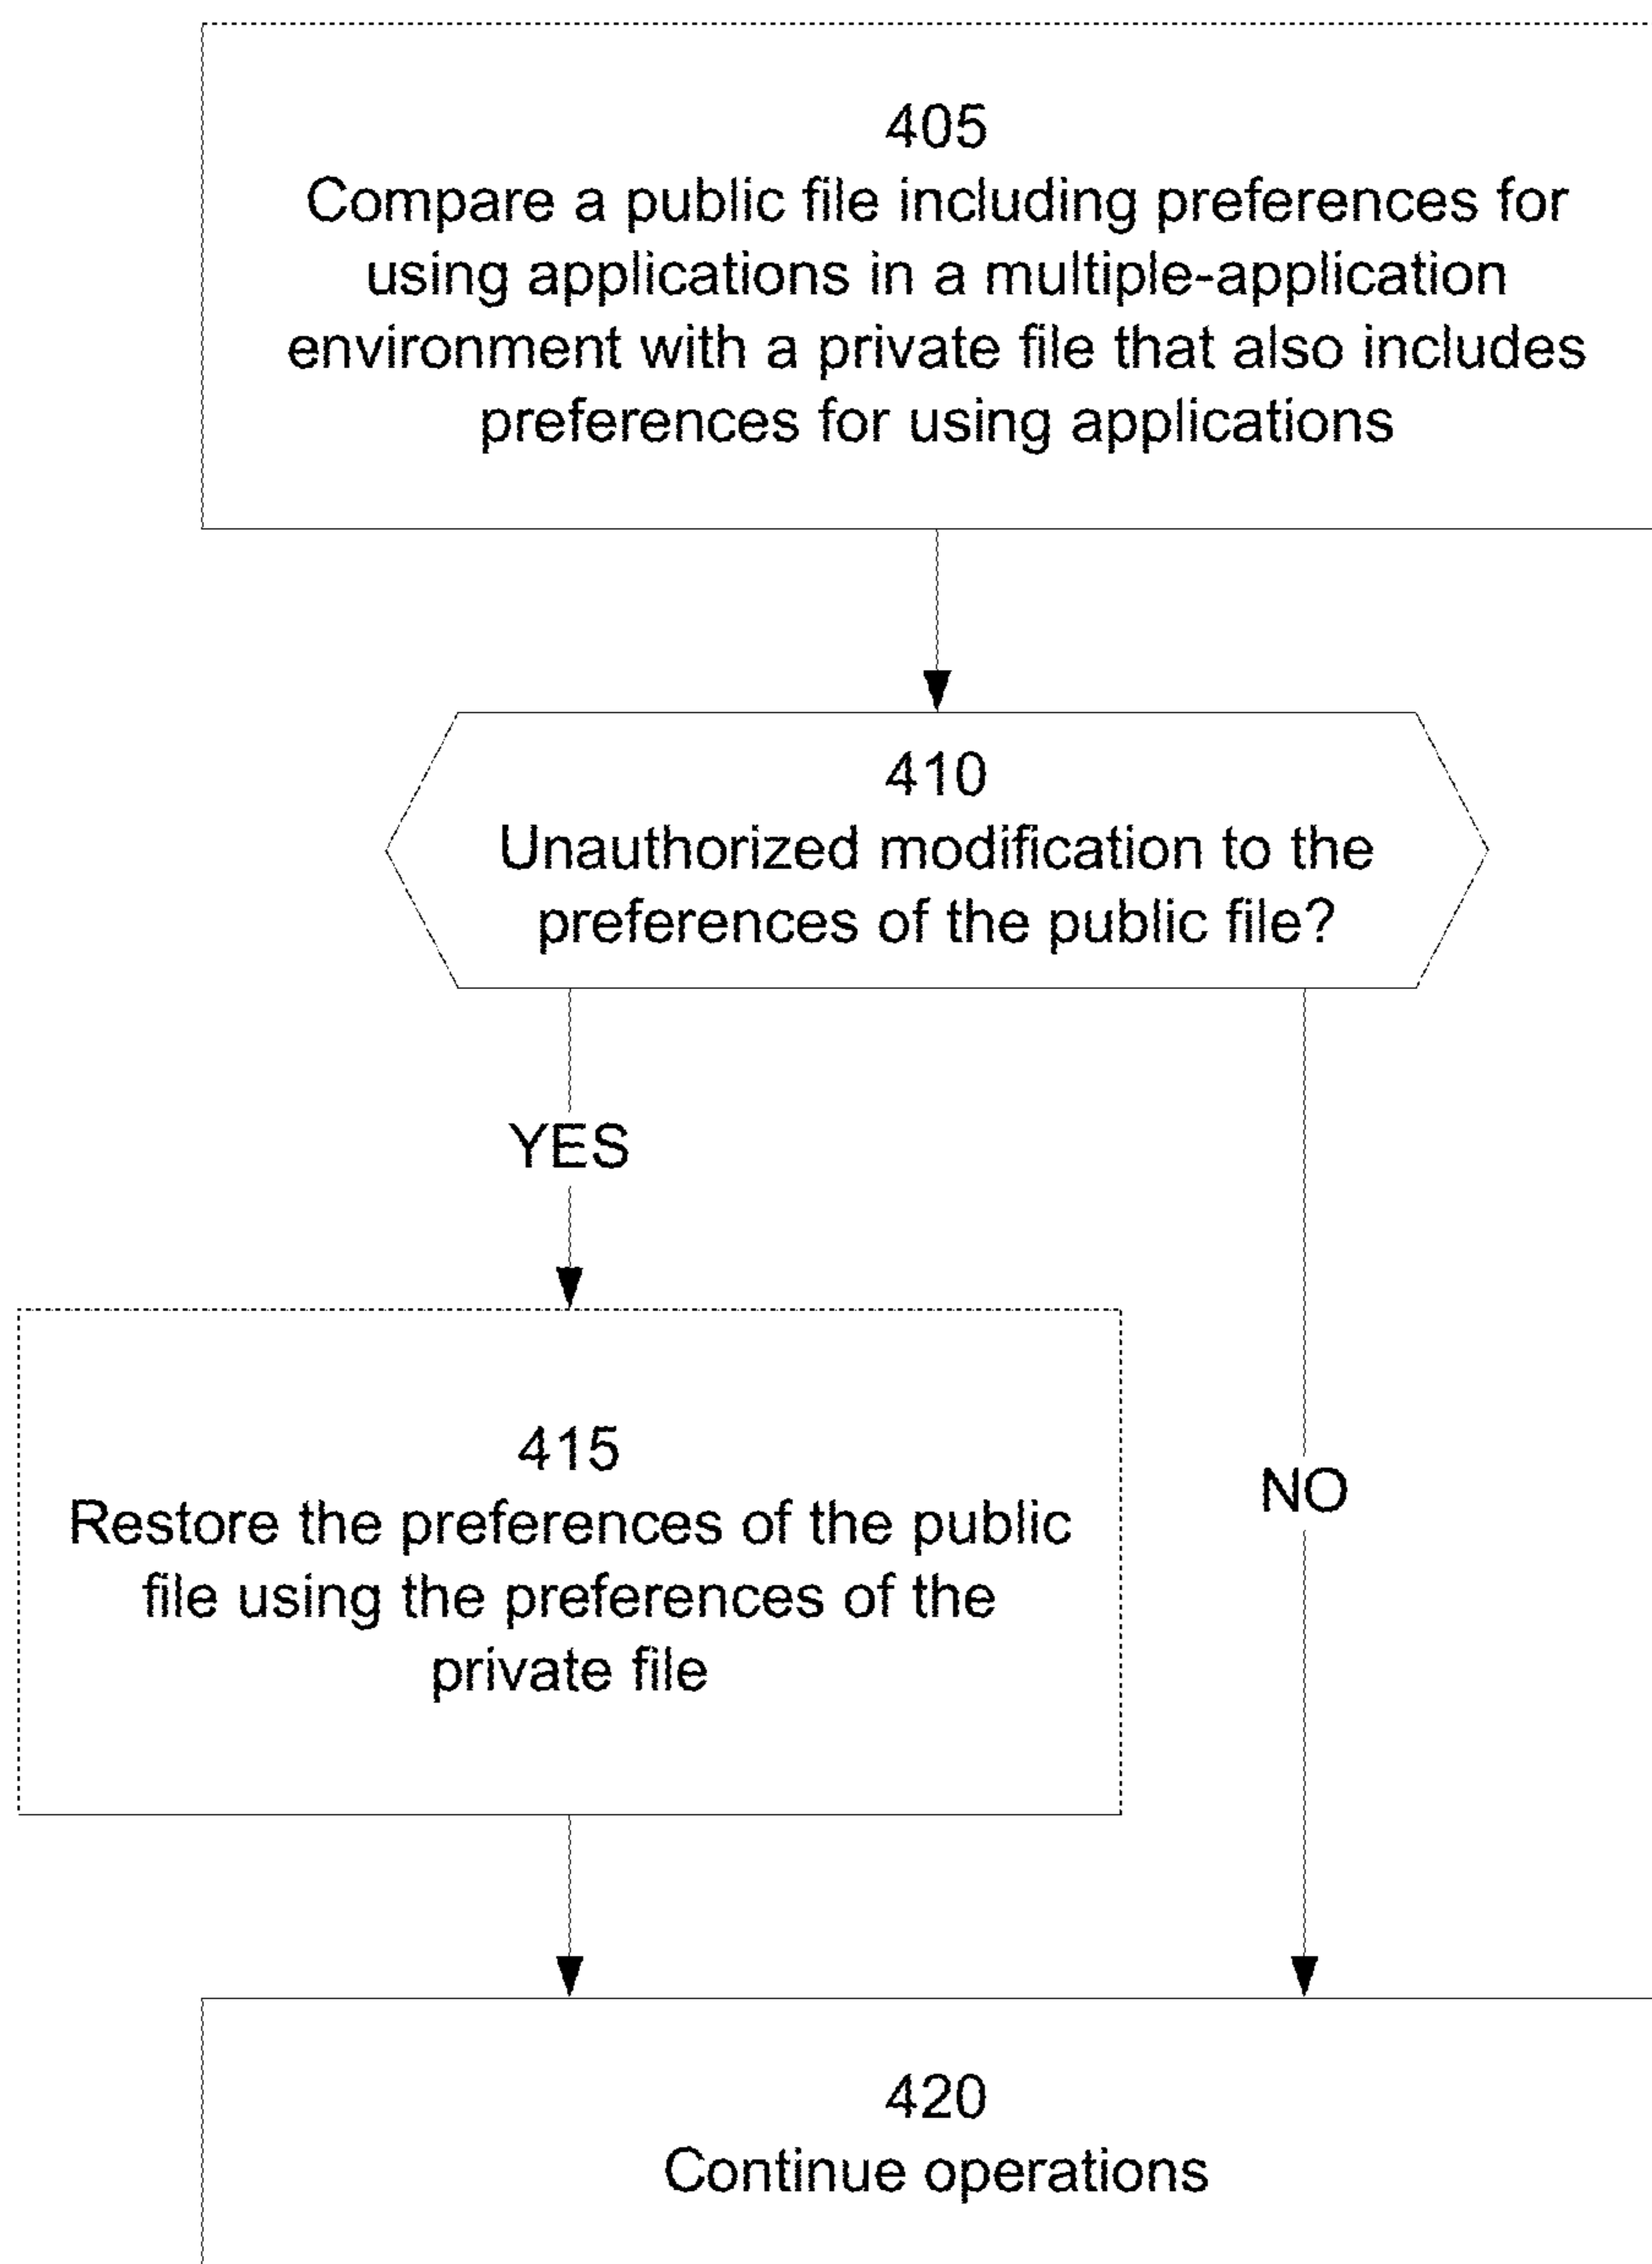 405
Compare a public file including preferences for
using applications in a multiple-application
environment with a private file that also includes
preferences for using applications
410
Unauthorized modification to the
preferences of the public file?
YES
415
Restore the preferences of the public
file using the preferences of the
private file
NO
420
Continue operations